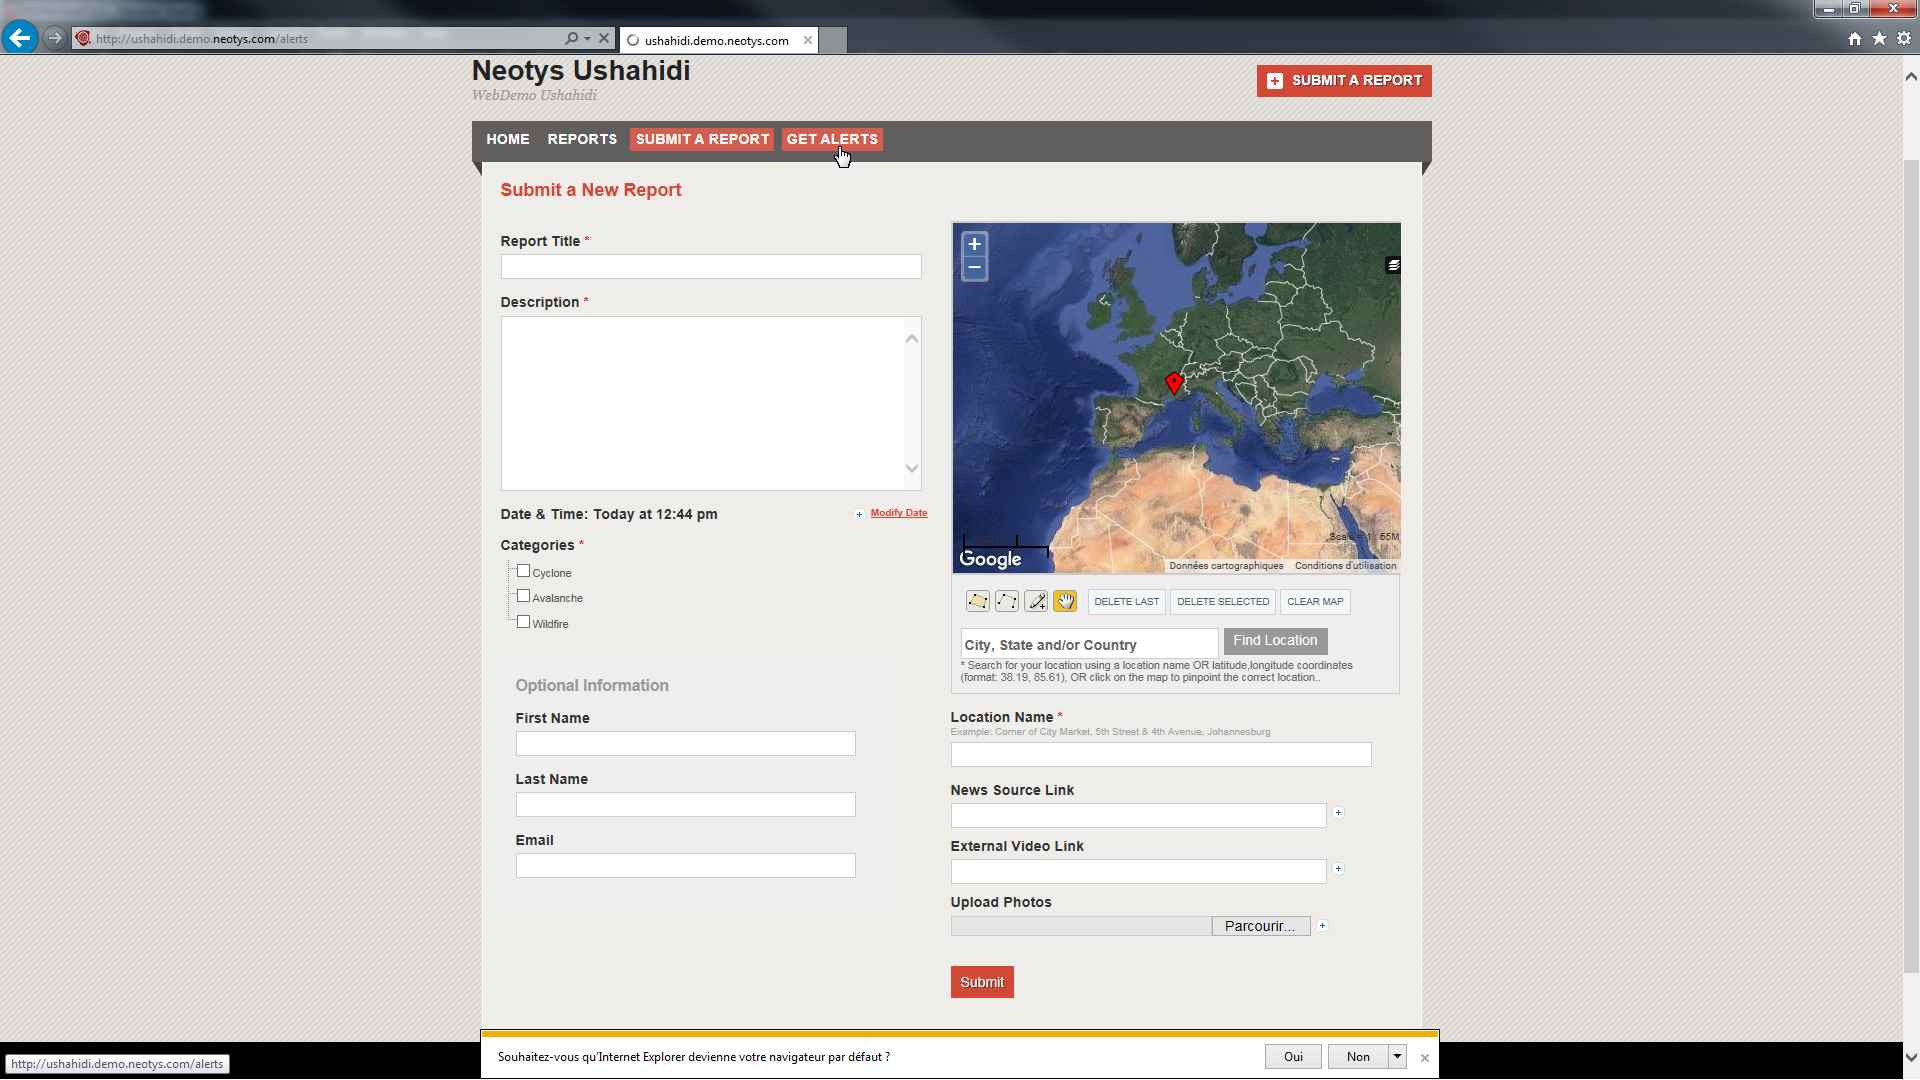 http://ushahidi.demo.neotys.com/alerts
ushahidi.demo.neotys.com
Neotys Ushahidi
WebDemo Ushahidi
SUBMIT A REPORT
HOME REPORTS SUBMIT A REPORT GET ALERTS
Submit a New Report
Report Title *
Description *
Date & Time: Today at 12:44 pm
Modify Date
Categories *
Cyclone
Avalanche
Wildfire
Optional Information
First Name
Last Name
Email
Google
Données cartographiques Conditions d'utilisation
DELETE LAST DELETE SELECTED CLEAR MAP
City, State and/or Country
Find Location
* Search for your location using a location name OR latitude,longitude coordinates
(format: 38.19, 85.61), OR click on the map to pinpoint the correct location..
Location Name *
Example: Corner of City Market, 5th Street & 4th Avenue, Johannesburg
News Source Link
External Video Link
Upload Photos
Parcourir...
Submit
Souhaitez-vous qu'Internet Explorer devienne votre navigateur par défaut ?
Oui
Non
http://ushahidi.demo.neotys.com/alerts